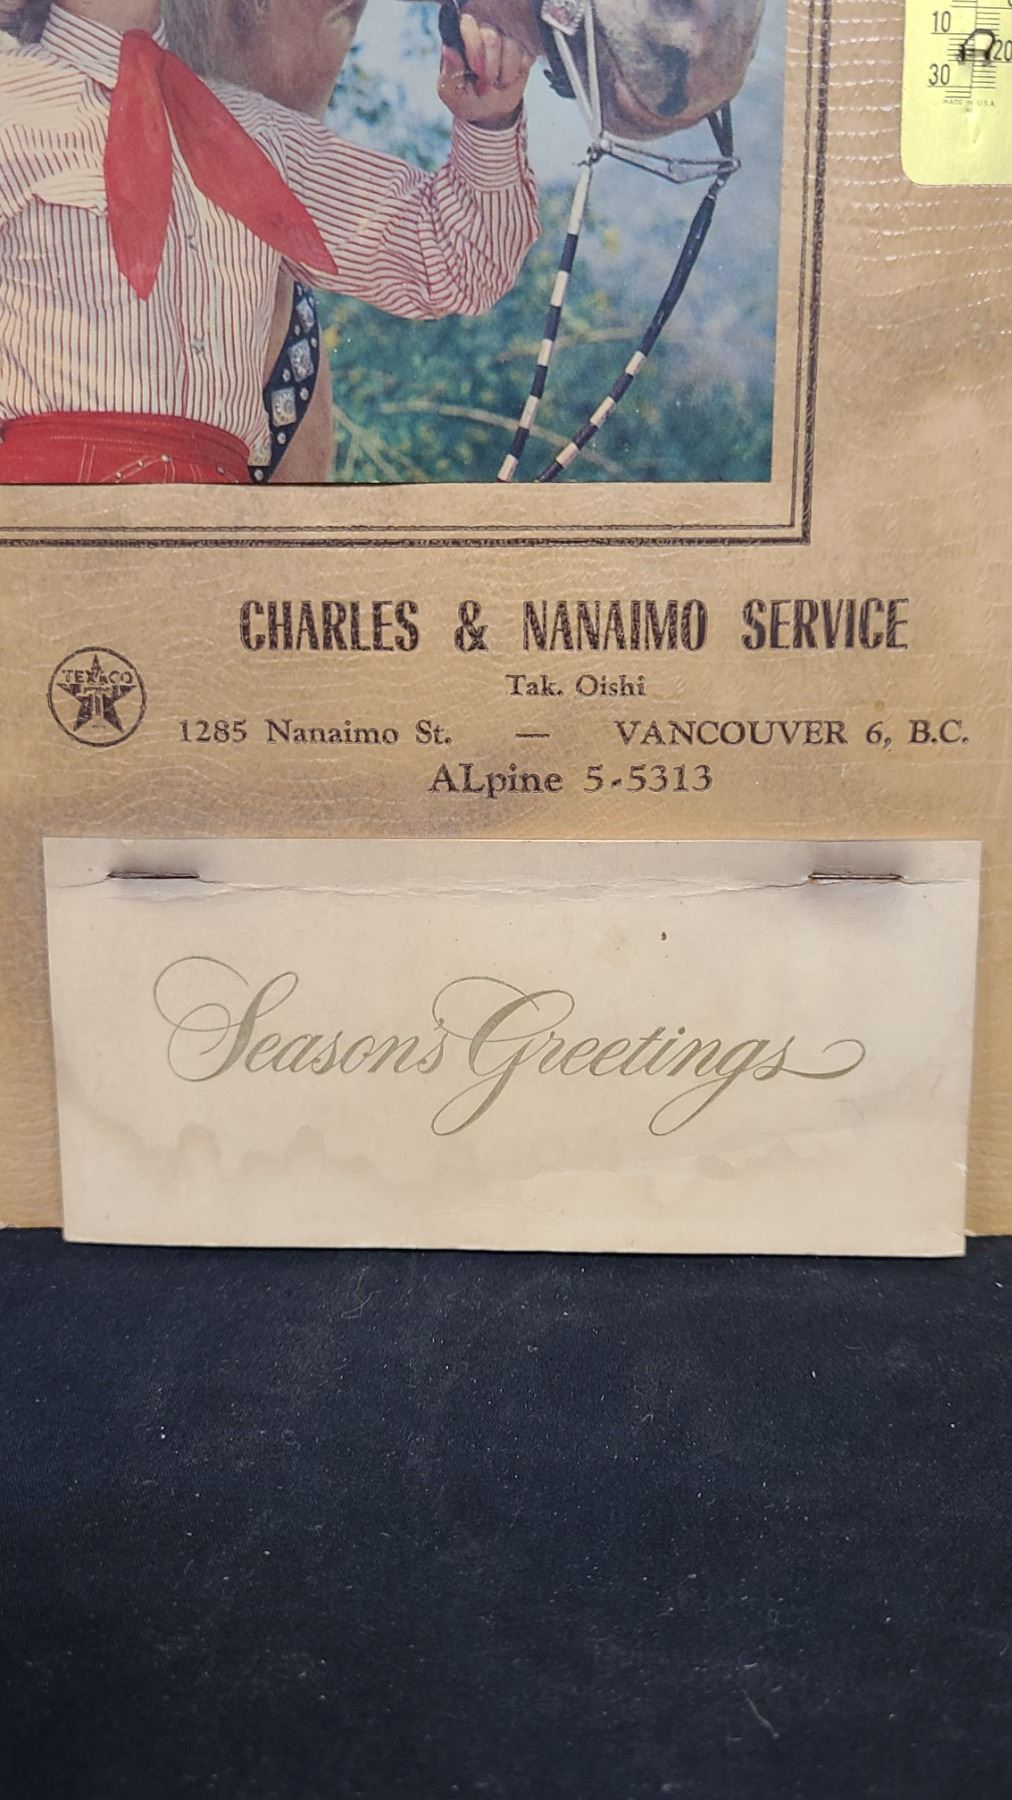 10
20
30
MADE IN U.S.A.
CHARLES & NANAIMO SERVICE
TEXACO
Tak. Oishi
1285 Nanaimo St. — VANCOUVER 6, B.C.
ALpine 5-5313
Season's Greetings